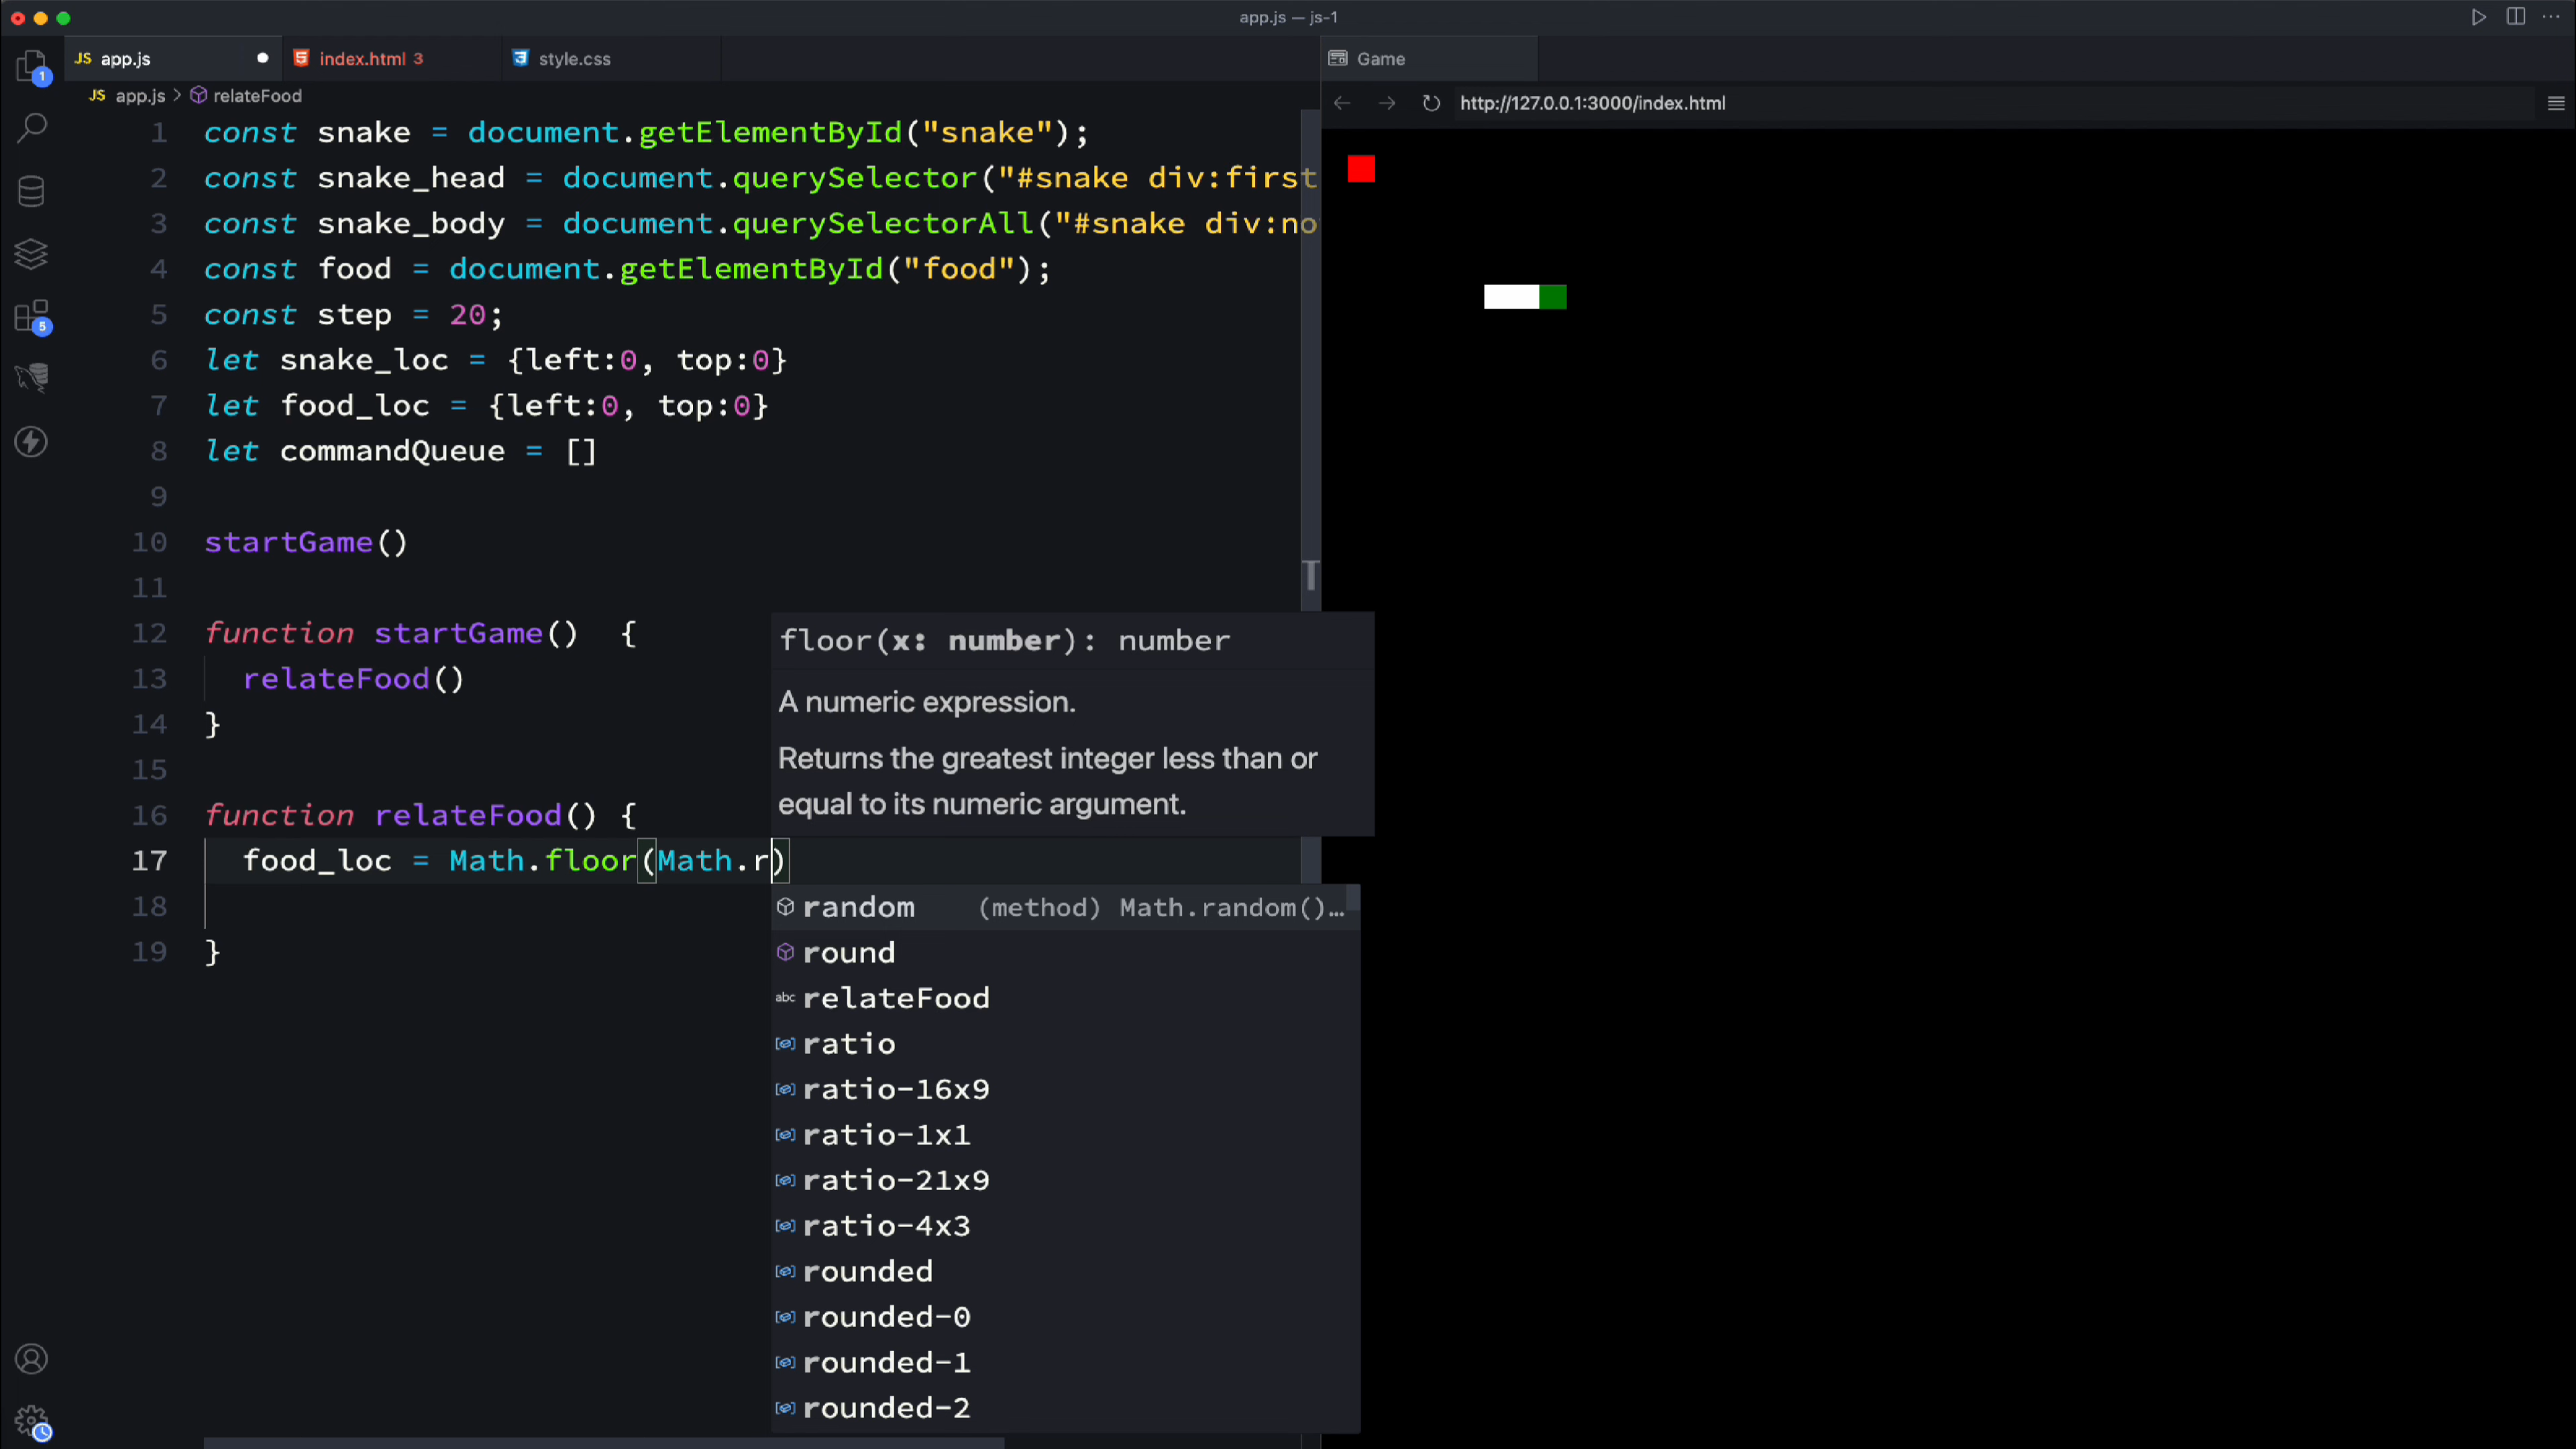 app.js — js-1
JS app.js
index.html 3
style.css
Game
JS app.js > relateFood
http://127.0.0.1:3000/index.html
1
5
1 const snake = document.getElementById("snake");
2 const snake_head = document.querySelector("#snake div:first
3 const snake_body = document.querySelectorAll("#snake div:no
4 const food = document.getElementById("food");
5 const step = 20;
6 let snake_loc = {left:0, top:0}
7 let food_loc = {left:0, top:0}
8 let commandQueue = []
9
10 startGame()
11
12 function startGame() {
13 relateFood()
14 }
15
16 function relateFood() {
17 food_loc = Math.floor(Math.r)
18
19 }
floor(x: number): number
A numeric expression.
Returns the greatest integer less than or
equal to its numeric argument.
random (method) Math.random()…
round
abc relateFood
ratio
ratio-16x9
ratio-1x1
ratio-21x9
ratio-4x3
rounded
rounded-0
rounded-1
rounded-2